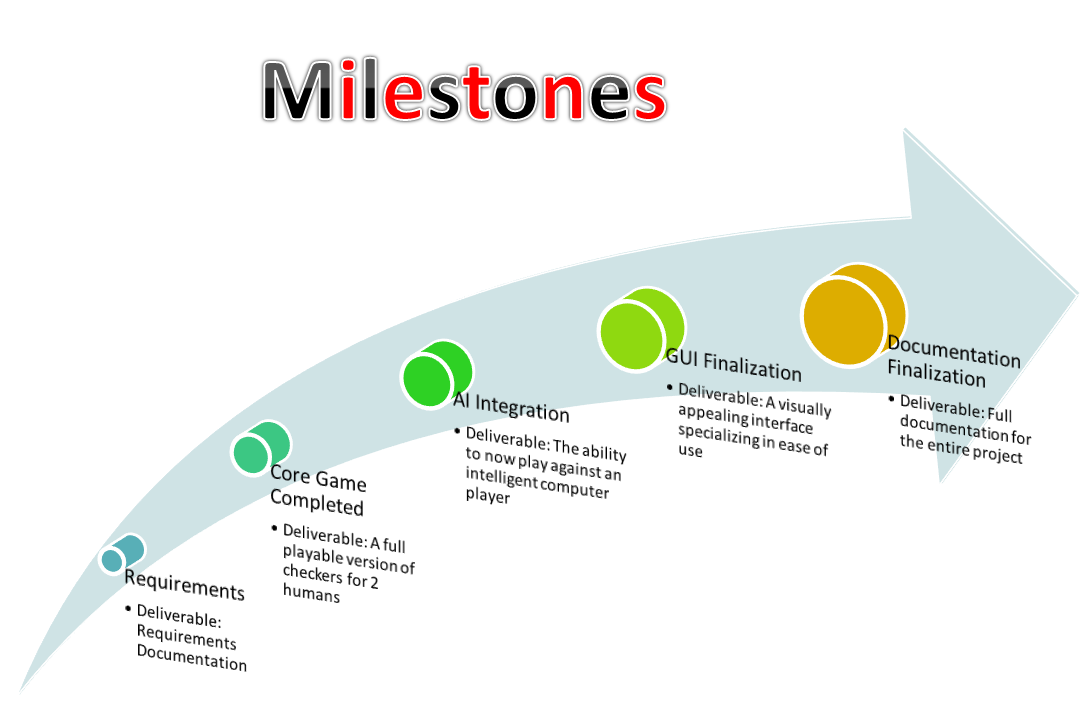 Milestones
Requirements
• Deliverable:
Requirements
Documentation
Core Game
Completed
• Deliverable: A full
playable version of
checkers for 2
humans
AI Integration
• Deliverable: The ability
to now play against an
intelligent computer
player
GUI Finalization
• Deliverable: A visually
appealing interface
specializing in ease of
use
Documentation
Finalization
• Deliverable: Full
documentation for
the entire project